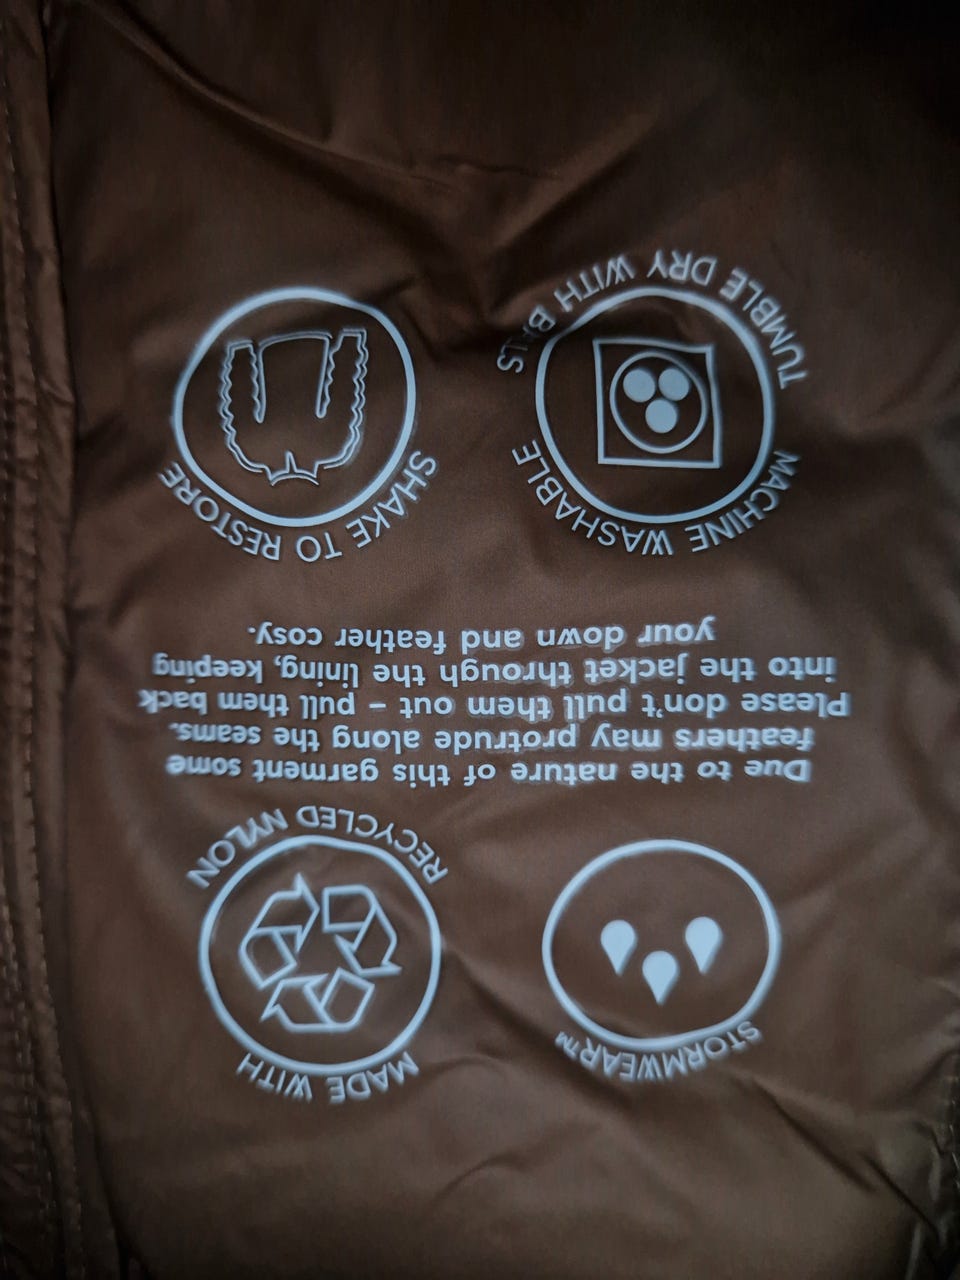 STORMWEAR™
MADE WITH
RECYCLED NYLON
Due to the nature of this garment some
feathers may protrude along the seams.
Please don't pull them out – pull them back
into the jacket through the lining, keeping
your down and feather cosy.
MACHINE WASHABLE
TUMBLE DRY WITH
SHAKE TO RESTORE